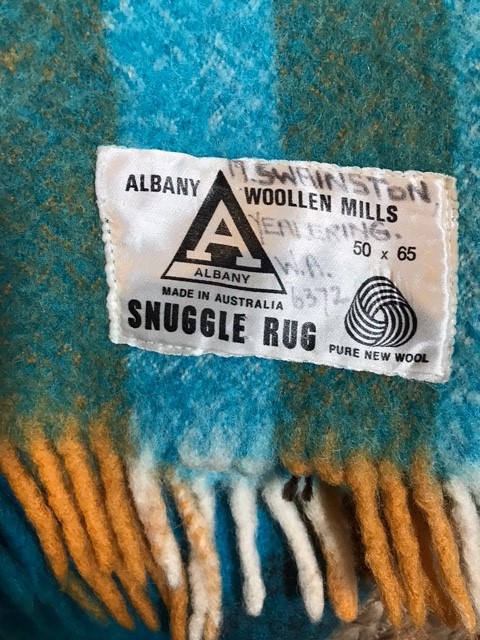 M. SWAINSTON,
ALBANY WOOLLEN MILLS
YEALERING.
50 x 65
A
W.A.
ALBANY
6372
MADE IN AUSTRALIA
SNUGGLE RUG
PURE NEW WOOL